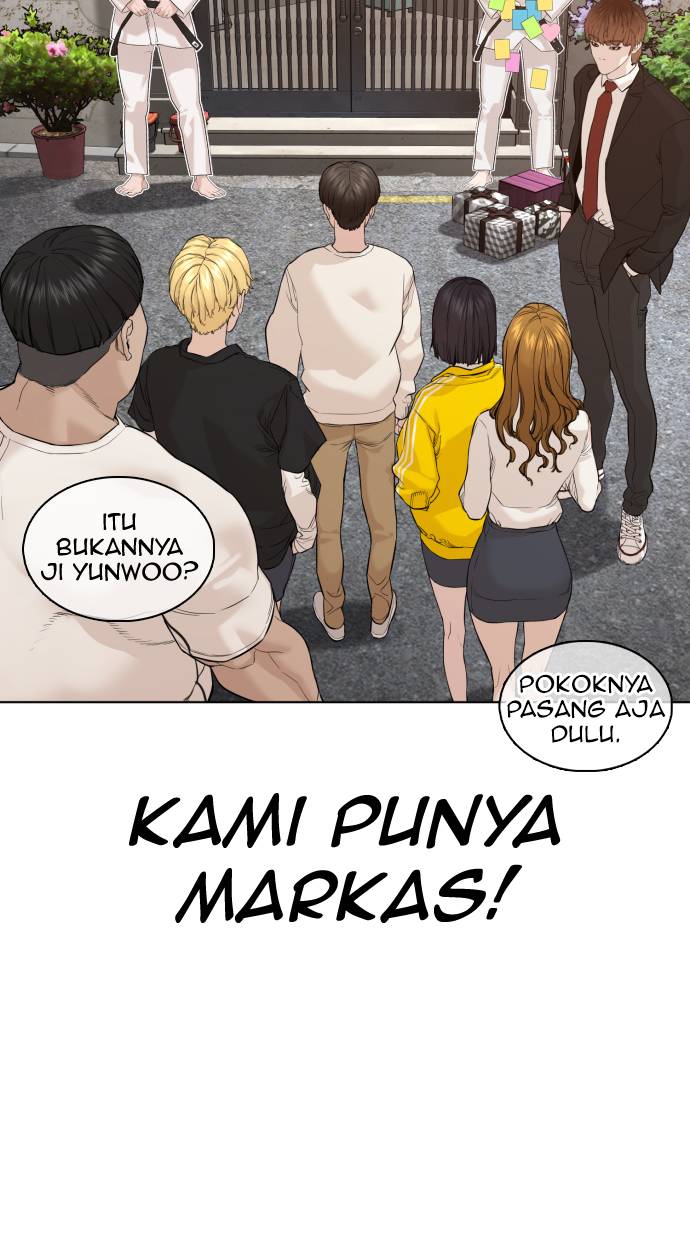 ITU
BUKANNYA
JI YUNWOO?
POKOKNYA
PASANG AJA
DULU.
KAMI PUNYA
MARKAS!